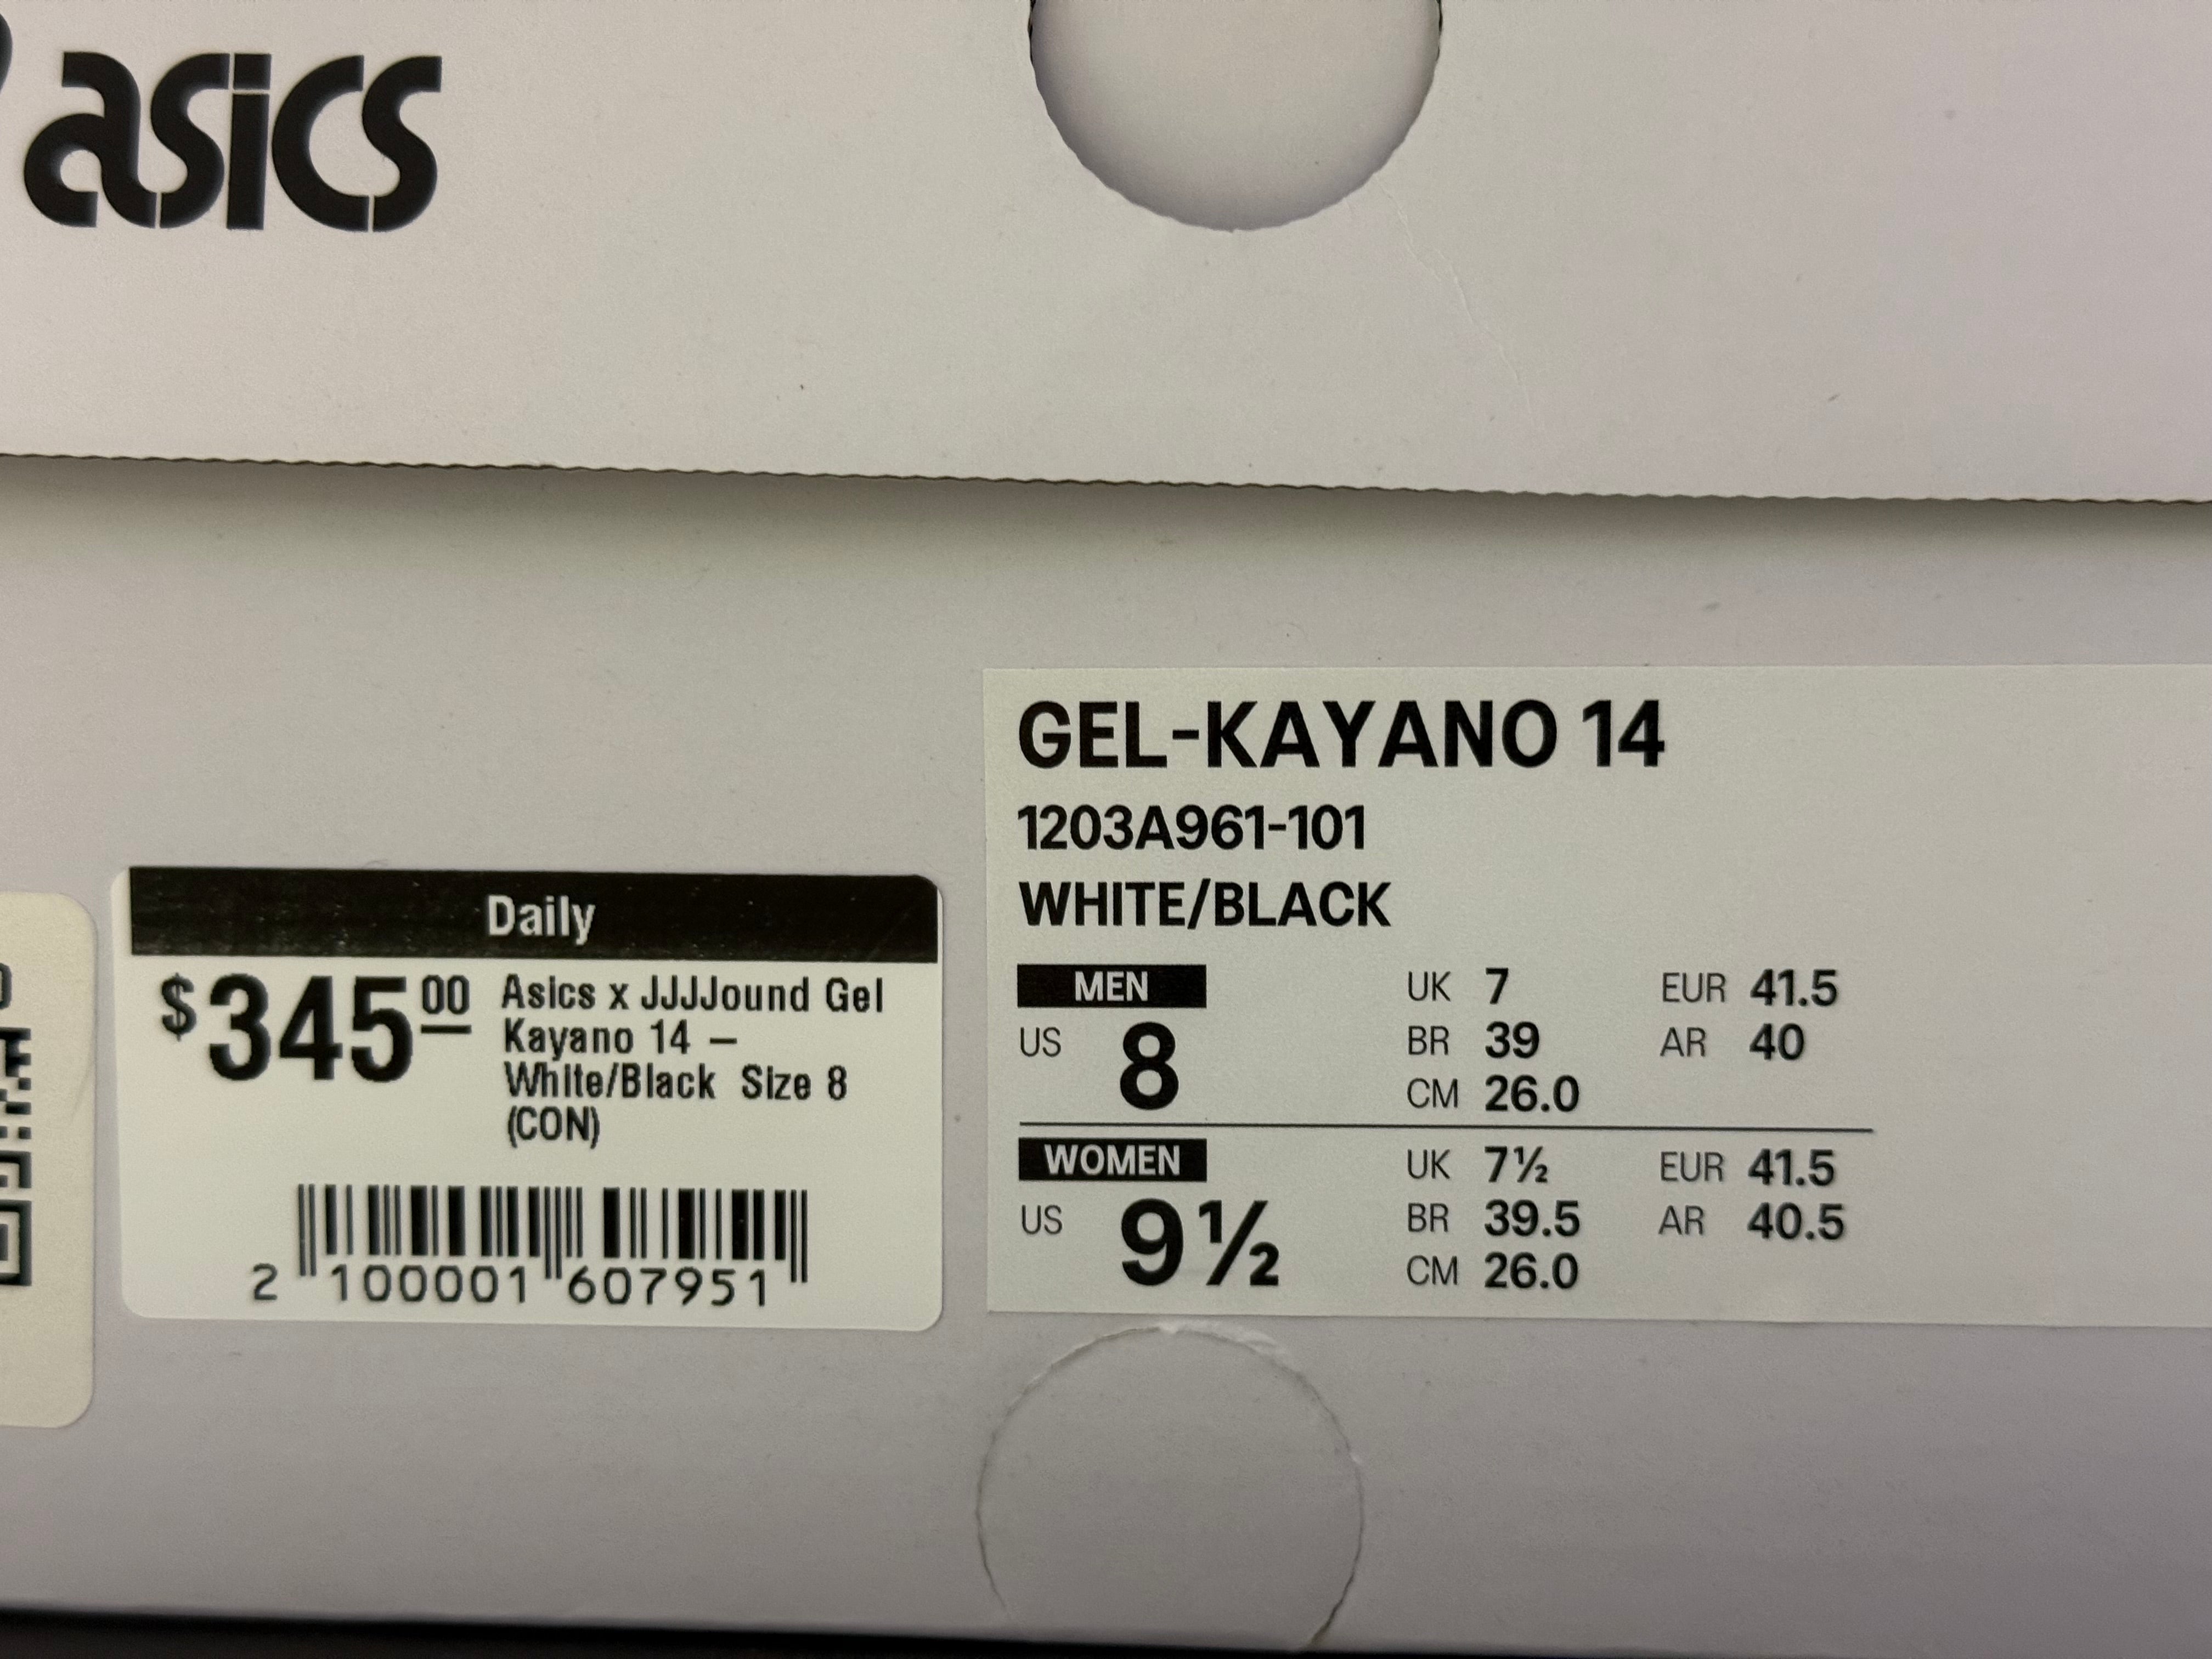 asics
GEL-KAYANO 14
1203A961-101
WHITE/BLACK
MEN
US 8
UK 7 EUR 41.5
BR 39 AR 40
CM 26.0
WOMEN
US 9½
UK 7½ EUR 41.5
BR 39.5 AR 40.5
CM 26.0
Daily
$345.00
Asics x JJJJound Gel
Kayano 14 –
White/Black Size 8
(CON)
2 100001 607951